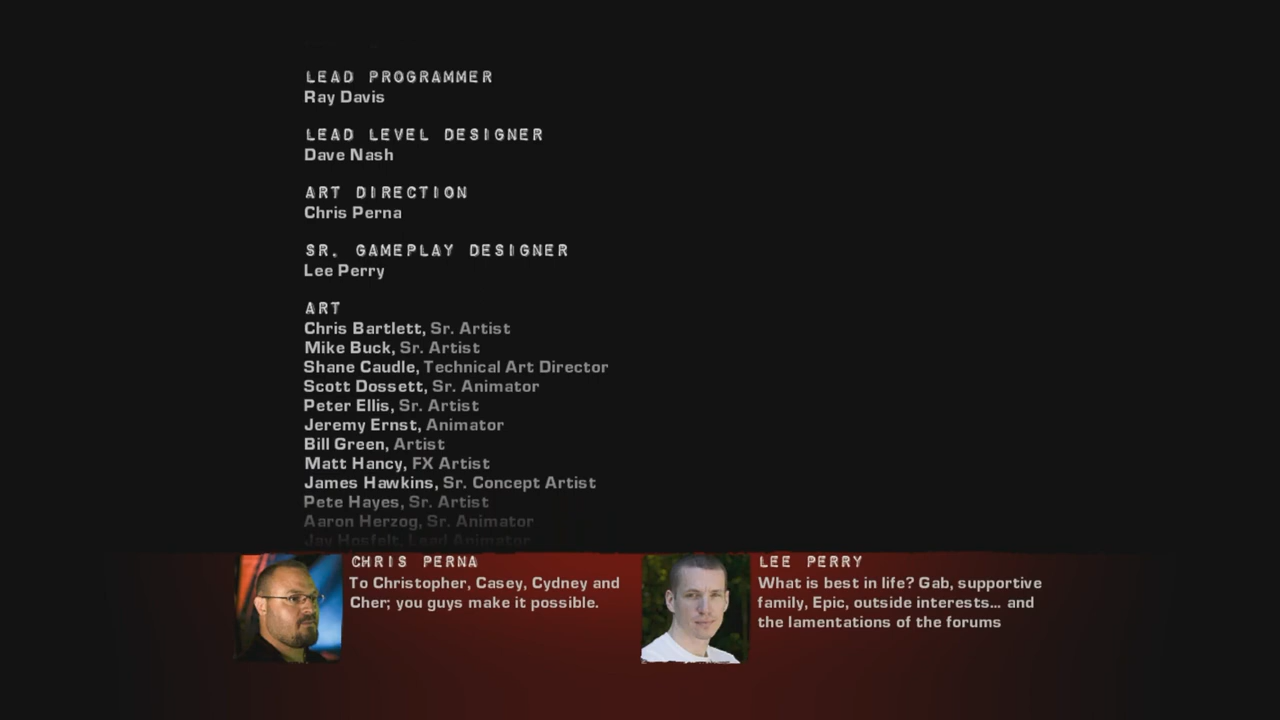 LEAD PROGRAMMER
Ray Davis
LEAD LEVEL DESIGNER
Dave Nash
ART DIRECTION
Chris Perna
SR. GAMEPLAY DESIGNER
Lee Perry
ART
Chris Bartlett, Sr. Artist
Mike Buck, Sr. Artist
Shane Caudle, Technical Art Director
Scott Dossett, Sr. Animator
Peter Ellis, Sr. Artist
Jeremy Ernst, Animator
Bill Green, Artist
Matt Hancy, FX Artist
James Hawkins, Sr. Concept Artist
Pete Hayes, Sr. Artist
Aaron Herzog, Sr. Animator
Jay Hosfelt, Lead Animator
CHRIS PERNA
To Christopher, Casey, Cydney and
Cher; you guys make it possible.
LEE PERRY
What is best in life? Gab, supportive
family, Epic, outside interests... and
the lamentations of the forums